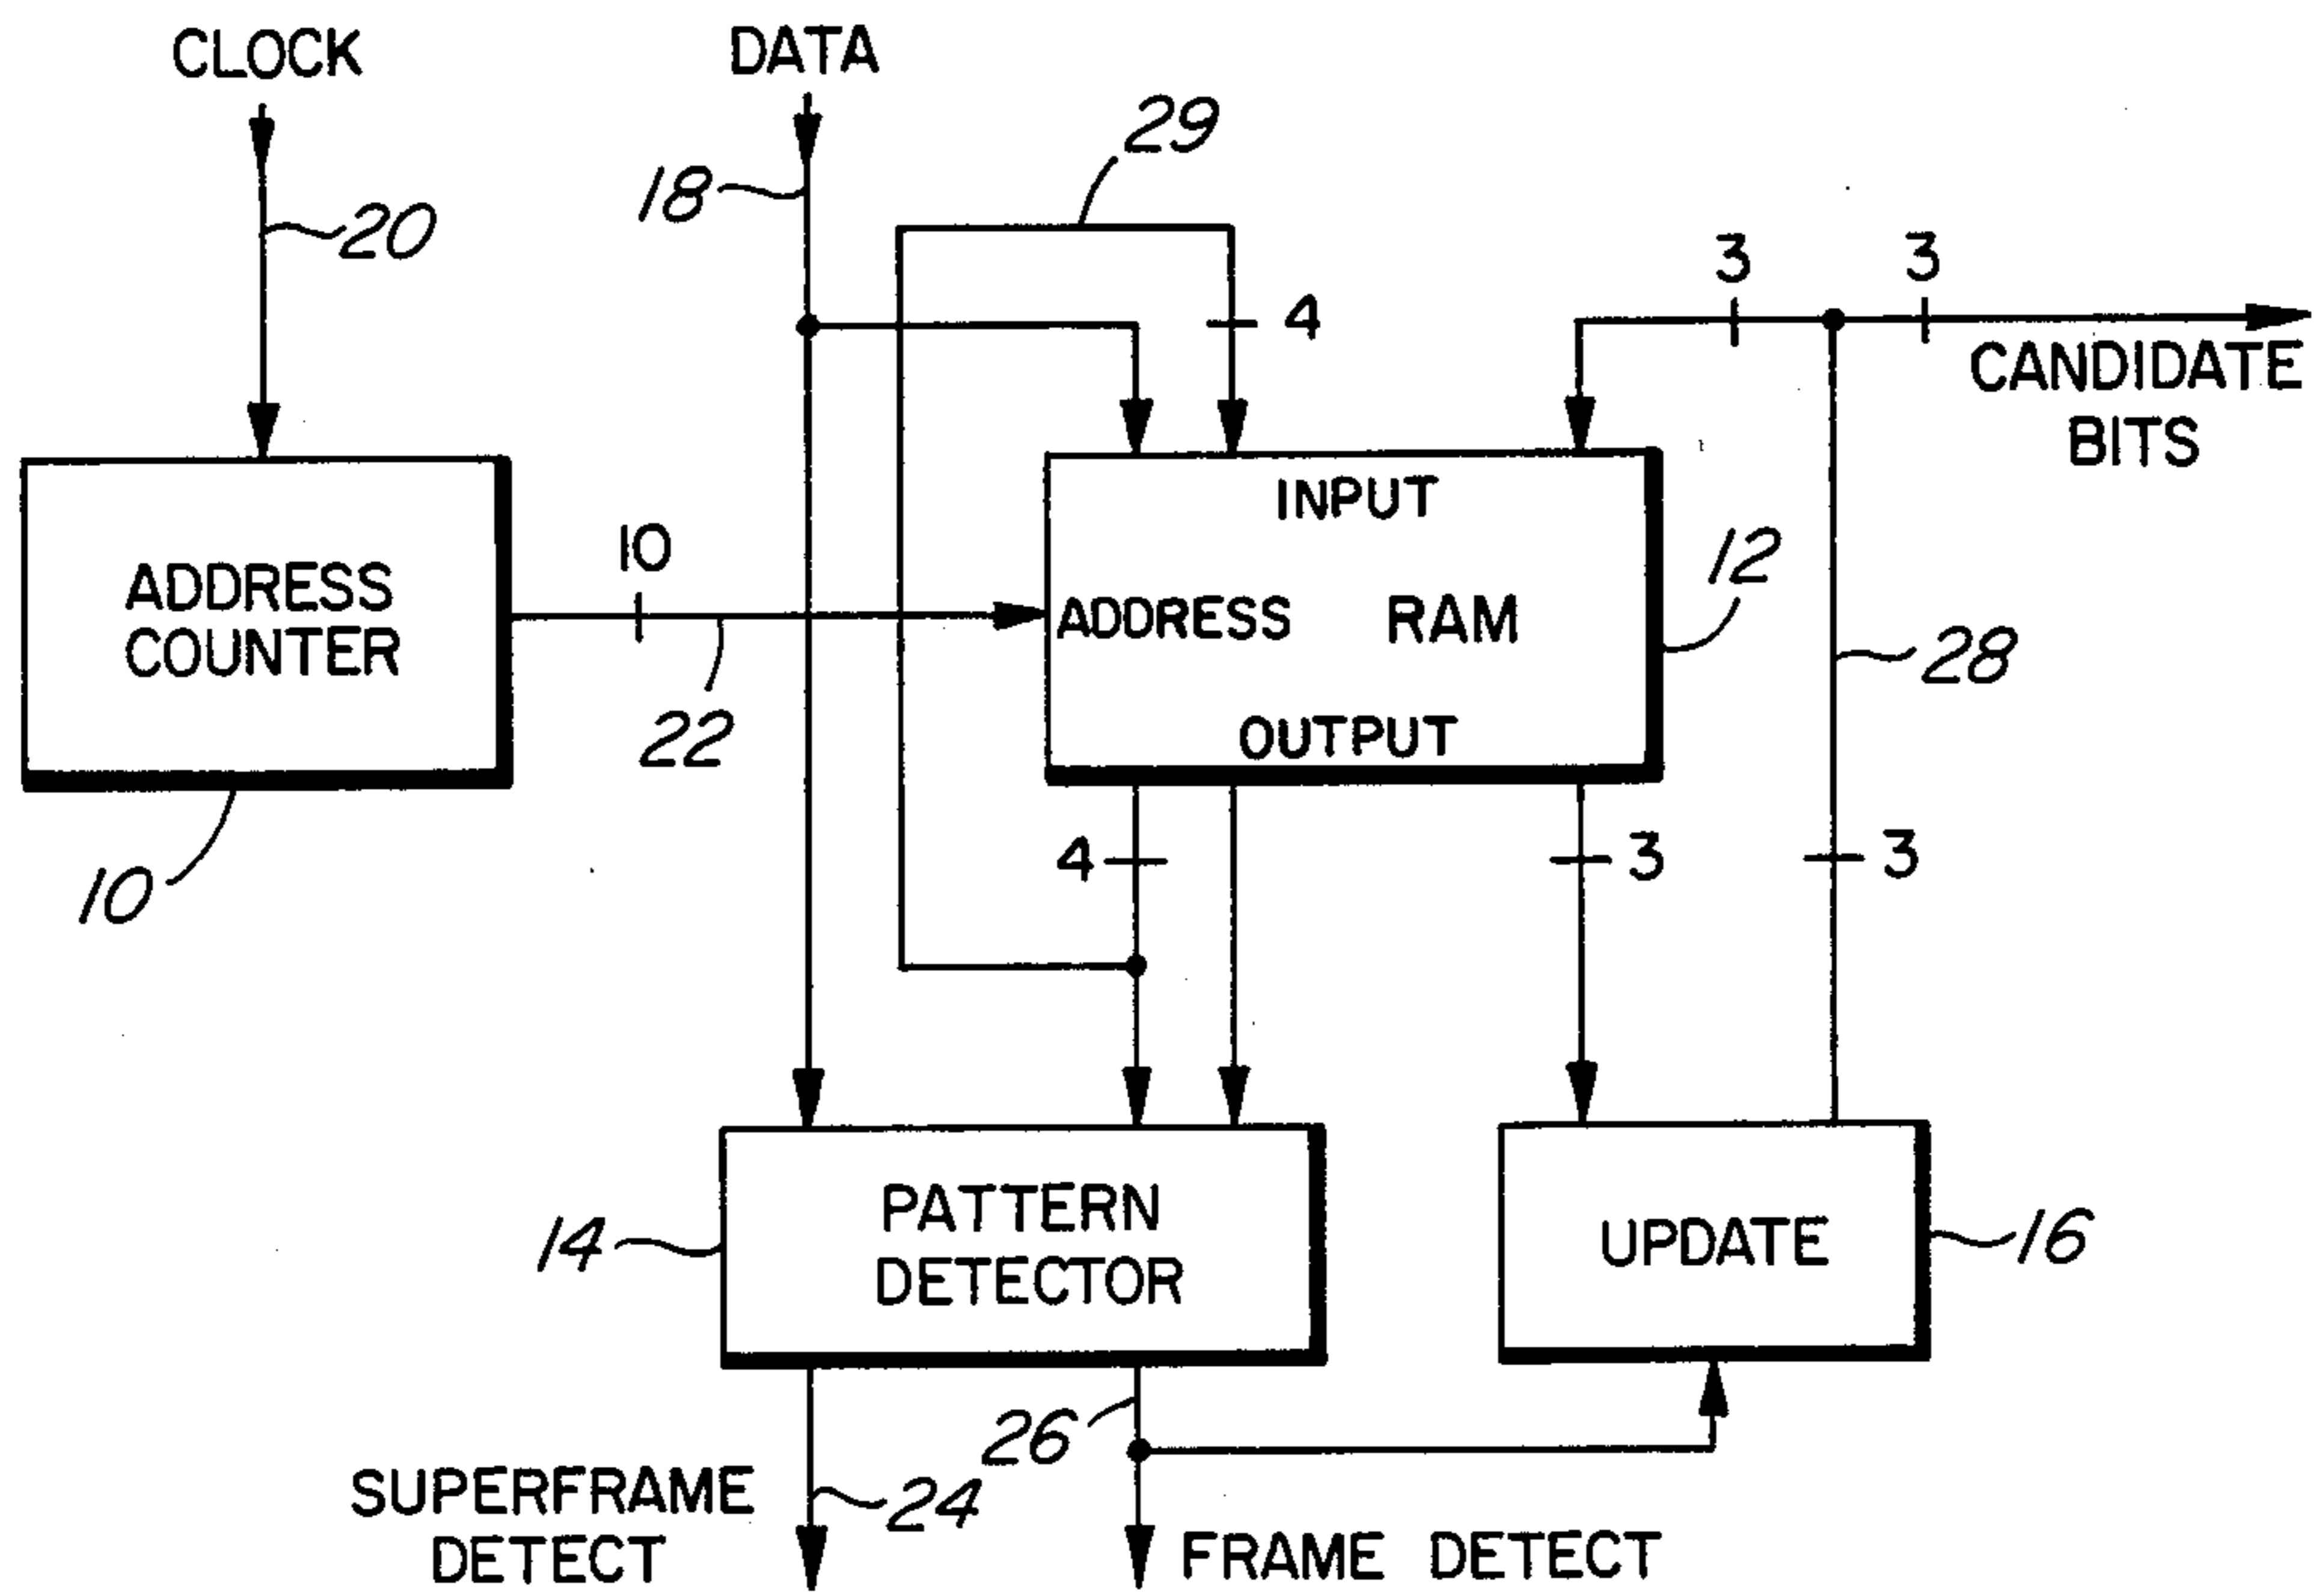 CLOCK
DATA
29
18
20
3
3
4
CANDIDATE
BITS
INPUT
10
12
ADDRESS
COUNTER
ADDRESS RAM
28
22
OUTPUT
4
3
3
10
PATTERN
DETECTOR
14
UPDATE
16
26
SUPERFRAME
DETECT
24
FRAME DETECT